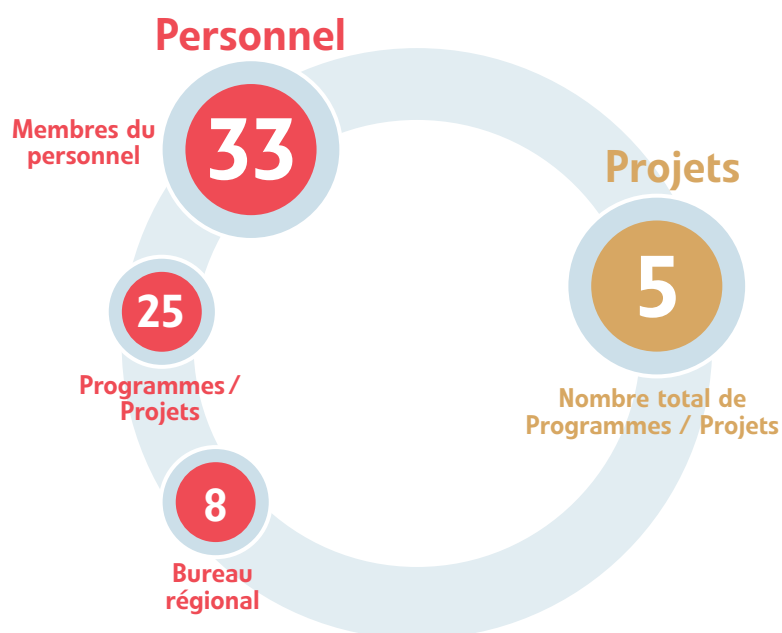 Personnel
Membres du
personnel
33
25
Programmes /
Projets
8
Bureau
régional
Projets
5
Nombre total de
Programmes / Projets